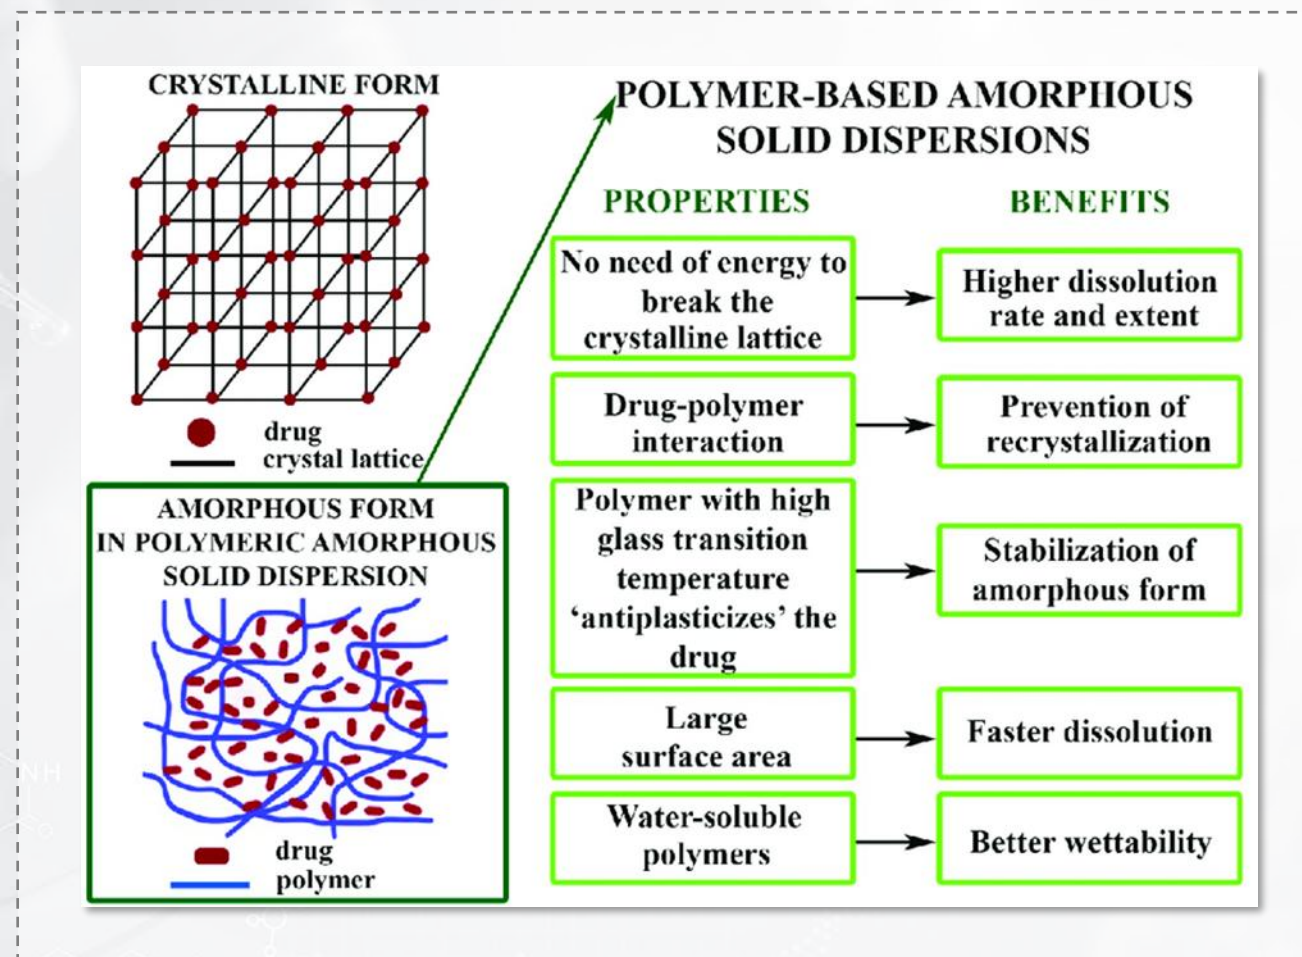 CRYSTALLINE FORM
drug
crystal lattice
AMORPHOUS FORM
IN POLYMERIC AMORPHOUS
SOLID DISPERSION
drug
polymer
POLYMER-BASED AMORPHOUS
SOLID DISPERSIONS
PROPERTIES
BENEFITS
No need of energy to
break the
crystalline lattice
Higher dissolution
rate and extent
Drug-polymer
interaction
Prevention of
recrystallization
Polymer with high
glass transition
temperature
‘antiplasticizes’ the
drug
Stabilization of
amorphous form
Large
surface area
Faster dissolution
Water-soluble
polymers
Better wettability
NH